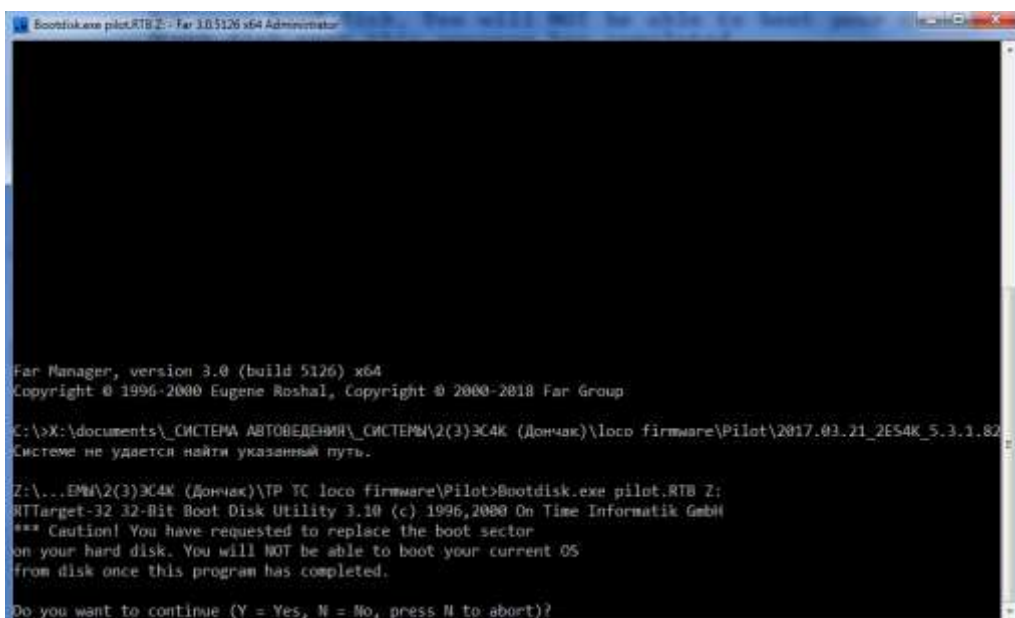 Bootdisk.exe pilot.RTB Z: - Far 3.0.5126 x64 Administrator
Far Manager, version 3.0 (build 5126) x64
Copyright © 1996-2000 Eugene Roshal, Copyright © 2000-2018 Far Group
C:\>X:\documents\_СИСТЕМА АВТОВЕДЕНИЯ\_СИСТЕМЫ\2(3)ЭС4К (Дончак)\loco firmware\Pilot\2017.03.21_2ES4K_5.3.1.82
Системе не удается найти указанный путь.
Z:\...ЕМЫ\2(3)ЭС4К (Дончак)\ТР ТС loco firmware\Pilot>Bootdisk.exe pilot.RTB Z:
RTTarget-32 32-Bit Boot Disk Utility 3.10 (c) 1996,2000 On Time Informatik GmbH
*** Caution! You have requested to replace the boot sector
on your hard disk. You will NOT be able to boot your current OS
from disk once this program has completed.
Do you want to continue (Y = Yes, N = No, press N to abort)?